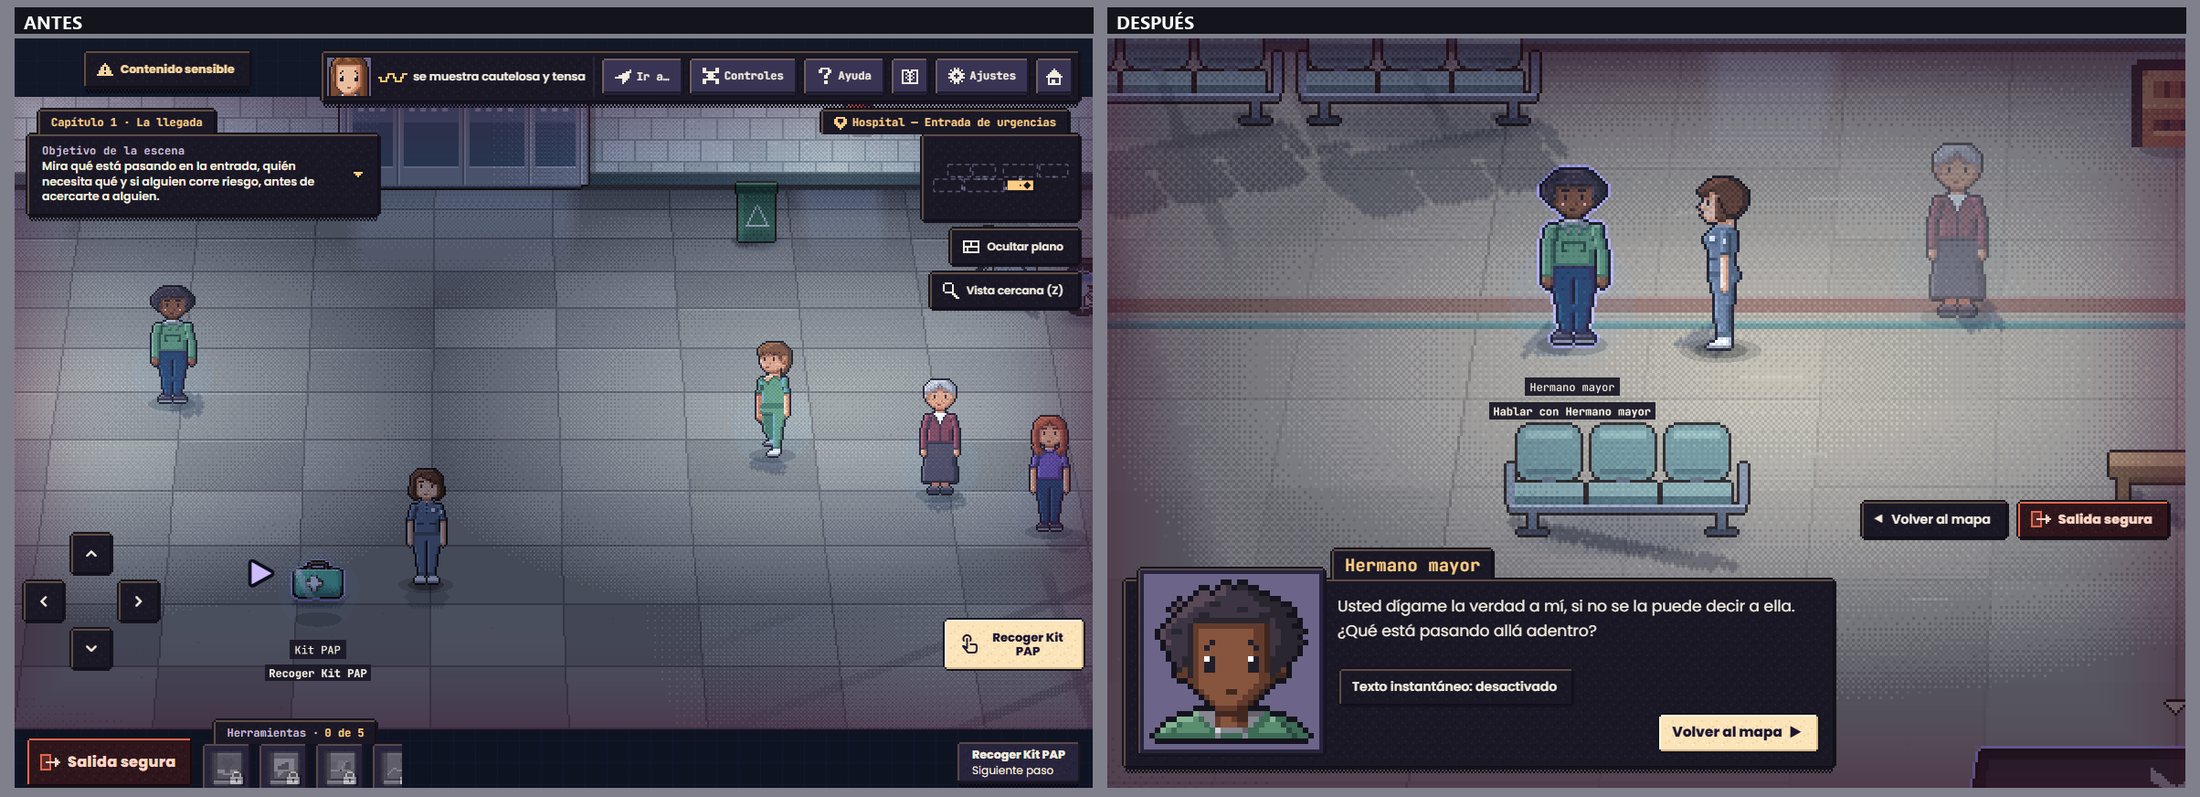 ANTES
Contenido sensible
se muestra cautelosa y tensa
Ir a…
Controles
Ayuda
Ajustes
Capítulo 1 · La llegada
Objetivo de la escena
Mira qué está pasando en la entrada, quién
necesita qué y si alguien corre riesgo, antes de
acercarte a alguien.
Hospital — Entrada de urgencias
Ocultar plano
Vista cercana (Z)
Kit PAP
Recoger Kit PAP
Recoger Kit
PAP
Herramientas · 0 de 5
Salida segura
Recoger Kit PAP
Siguiente paso
DESPUÉS
Hermano mayor
Hablar con Hermano mayor
Volver al mapa
Salida segura
Hermano mayor
Usted dígame la verdad a mí, si no se la puede decir a ella.
¿Qué está pasando allá adentro?
Texto instantáneo: desactivado
Volver al mapa